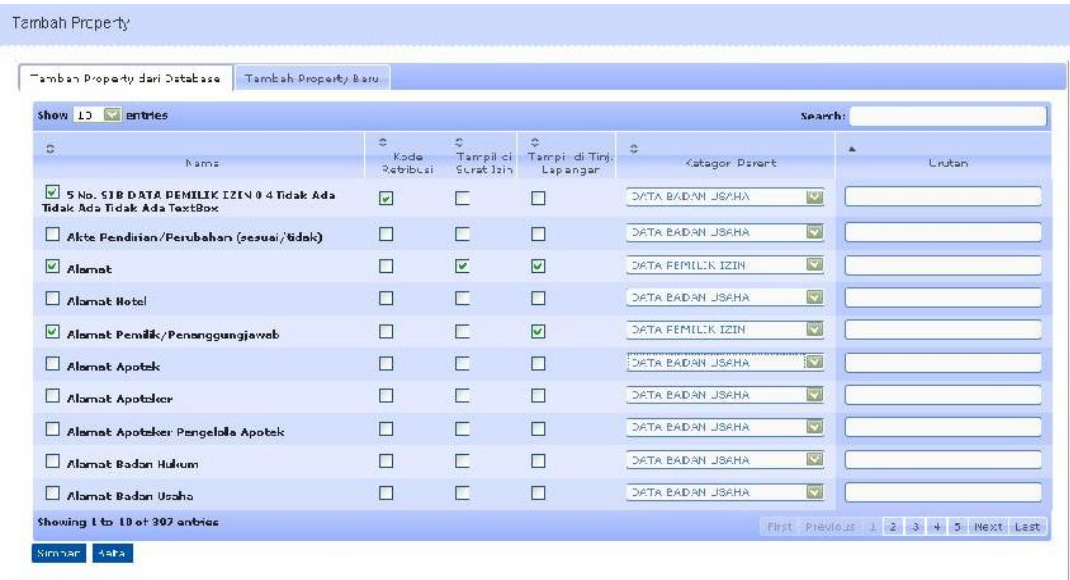 Tambah Property
Tambah Property dari Database
Tambah Property Baru
Show 10 entries
Search:
Nama
Kode Retribusi
Tampil di Surat Izin
Tampil di Tinj. Lapangan
Kategori Parent
Urutan
5 No. SIB DATA PEMILIK IZIN 0 4 Tidak Ada
Tidak Ada Tidak Ada TextBox
DATA BADAN USAHA
Akte Pendirian/Perubahan (sesuai/tidak)
DATA BADAN USAHA
Alamat
DATA PEMILIK IZIN
Alamat Hotel
DATA BADAN USAHA
Alamat Pemilik/Penanggungjawab
DATA PEMILIK IZIN
Alamat Apotek
DATA BADAN USAHA
Alamat Apoteker
DATA BADAN USAHA
Alamat Apoteker Pengelolla Apotek
DATA BADAN USAHA
Alamat Badan Hukum
DATA BADAN USAHA
Alamat Badan Usaha
DATA BADAN USAHA
Showing 1 to 10 of 397 entries
First Previous 1 2 3 4 5 Next Last
Simpan Batal